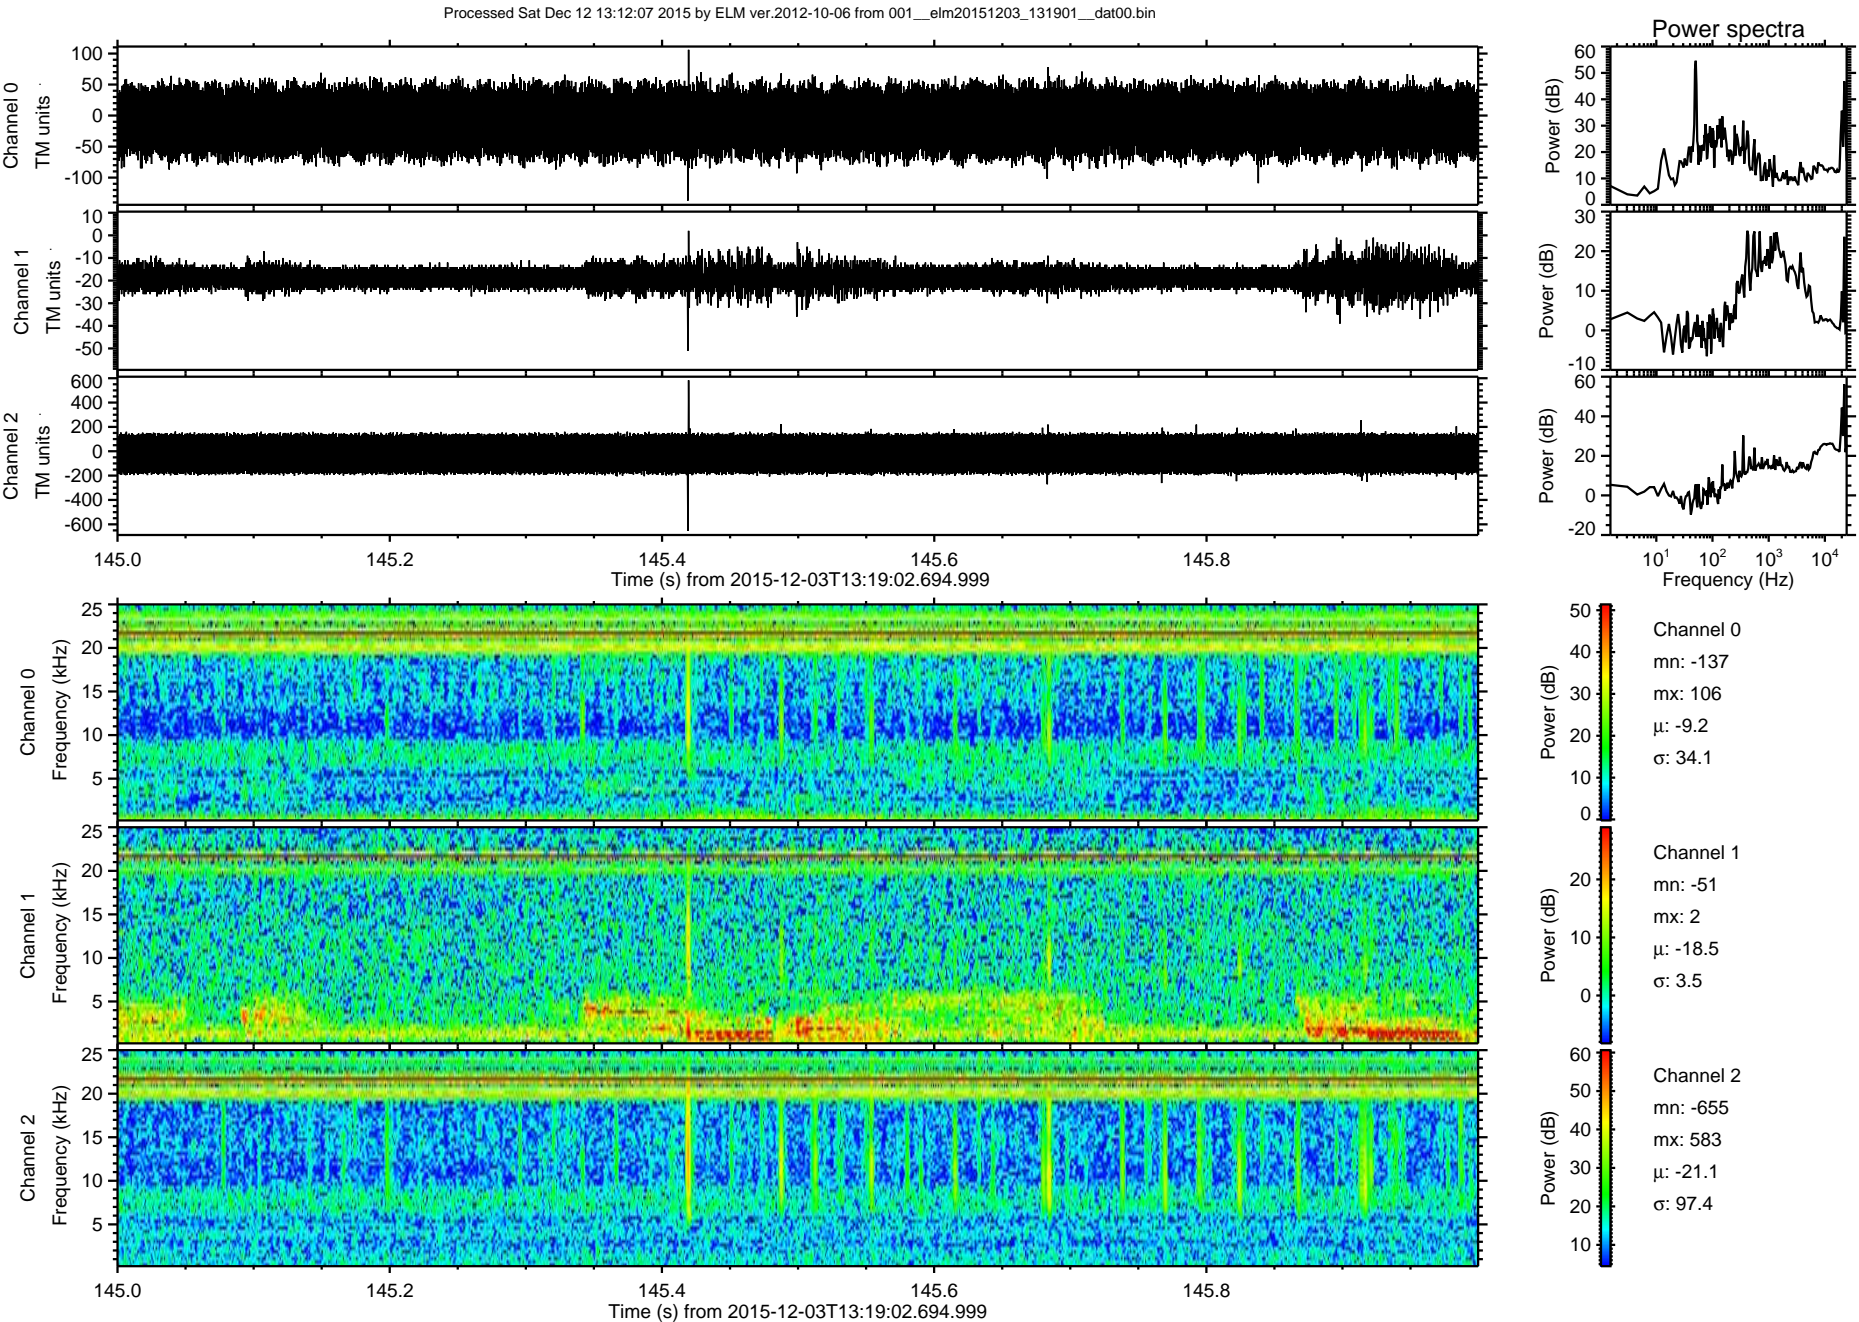 Processed Sat Dec 12 13:12:07 2015 by ELM ver.2012-10-06 from 001__elm20151203_131901__dat00.bin
Power spectra
Channel 0
TM units
100
50
0
-50
-100
Power (dB)
60
50
40
30
20
10
0
Channel 1
TM units
10
0
-10
-20
-30
-40
-50
Power (dB)
30
20
10
0
-10
Channel 2
TM units
600
400
200
0
-200
-400
-600
Power (dB)
60
40
20
0
-20
145.0 145.2 145.4 145.6 145.8
Time (s) from 2015-12-03T13:19:02.694.999
10¹ 10² 10³ 10⁴
Frequency (Hz)
Channel 0
Frequency (kHz)
25
20
15
10
5
Power (dB)
50
40
30
20
10
0
Channel 0
mn: -137
mx: 106
μ: -9.2
σ: 34.1
Channel 1
Frequency (kHz)
25
20
15
10
5
Power (dB)
20
10
0
Channel 1
mn: -51
mx: 2
μ: -18.5
σ: 3.5
Channel 2
Frequency (kHz)
25
20
15
10
5
Power (dB)
60
50
40
30
20
10
Channel 2
mn: -655
mx: 583
μ: -21.1
σ: 97.4
145.0 145.2 145.4 145.6 145.8
Time (s) from 2015-12-03T13:19:02.694.999